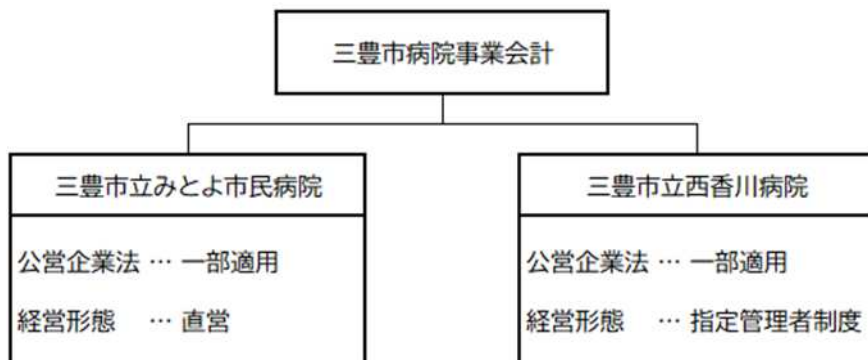 三豊市病院事業会計
三豊市立みとよ市民病院
公営企業法 … 一部適用
経営形態 … 直営
三豊市立西香川病院
公営企業法 … 一部適用
経営形態 … 指定管理者制度